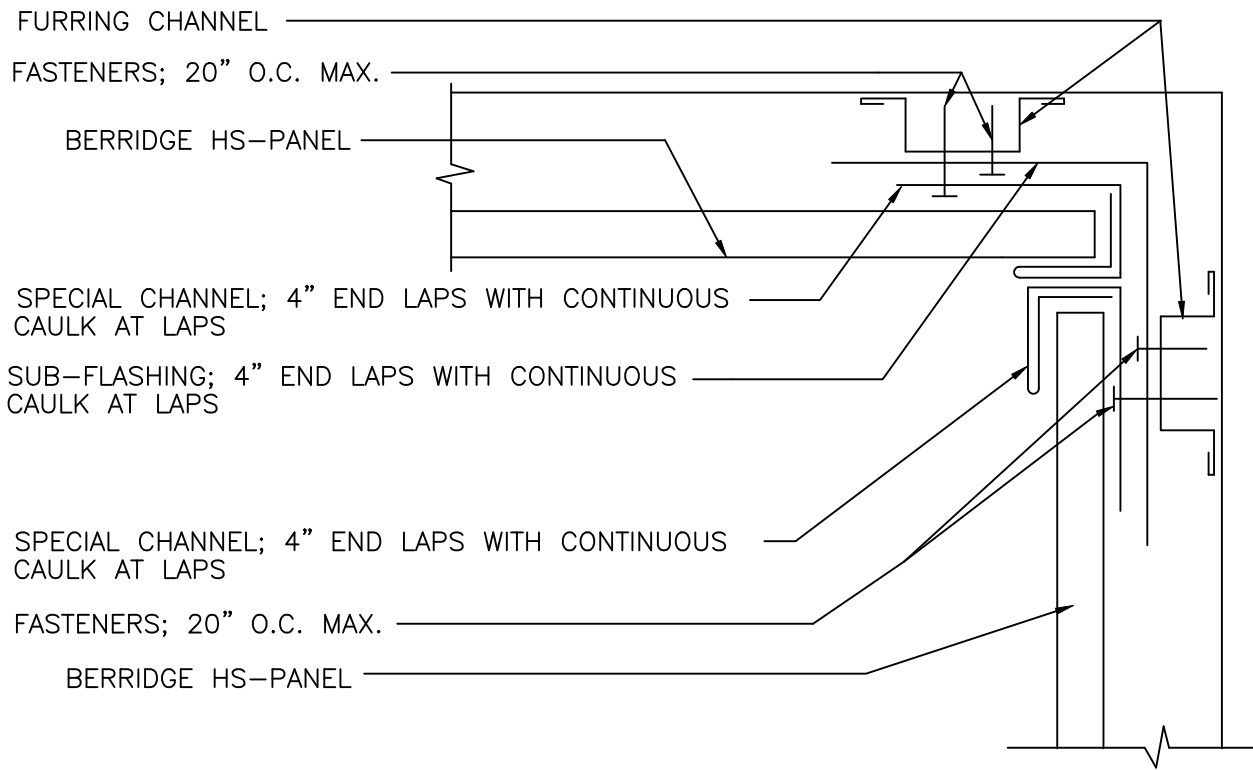 FURRING CHANNEL
FASTENERS; 20” O.C. MAX.
BERRIDGE HS–PANEL
SPECIAL CHANNEL; 4” END LAPS WITH CONTINUOUS
CAULK AT LAPS
SUB–FLASHING; 4” END LAPS WITH CONTINUOUS
CAULK AT LAPS
SPECIAL CHANNEL; 4” END LAPS WITH CONTINUOUS
CAULK AT LAPS
FASTENERS; 20” O.C. MAX.
BERRIDGE HS–PANEL